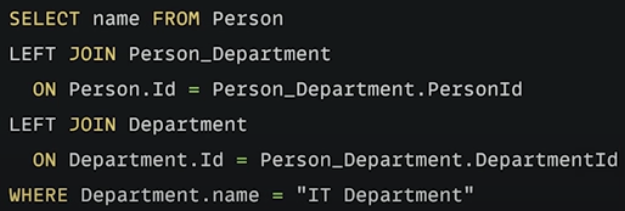 SELECT name FROM Person
LEFT JOIN Person_Department
ON Person.Id = Person_Department.PersonId
LEFT JOIN Department
ON Department.Id = Person_Department.DepartmentId
WHERE Department.name = "IT Department"